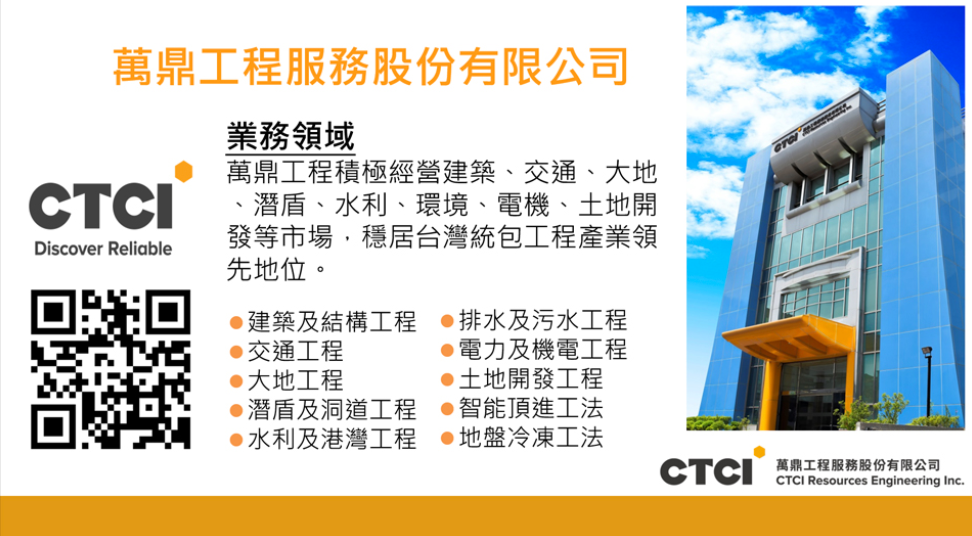 萬鼎工程服務股份有限公司
業務領域
萬鼎工程積極經營建築、交通、大地
、潛盾、水利、環境、電機、土地開
發等市場，穩居台灣統包工程產業領
先地位。
CTCI
Discover Reliable
●建築及結構工程
●交通工程
●大地工程
●潛盾及洞道工程
●水利及港灣工程
●排水及污水工程
●電力及機電工程
●土地開發工程
●智能頂進工法
●地盤冷凍工法
CTCI
CTCI
萬鼎工程服務股份有限公司
CTCI Resources Engineering Inc.